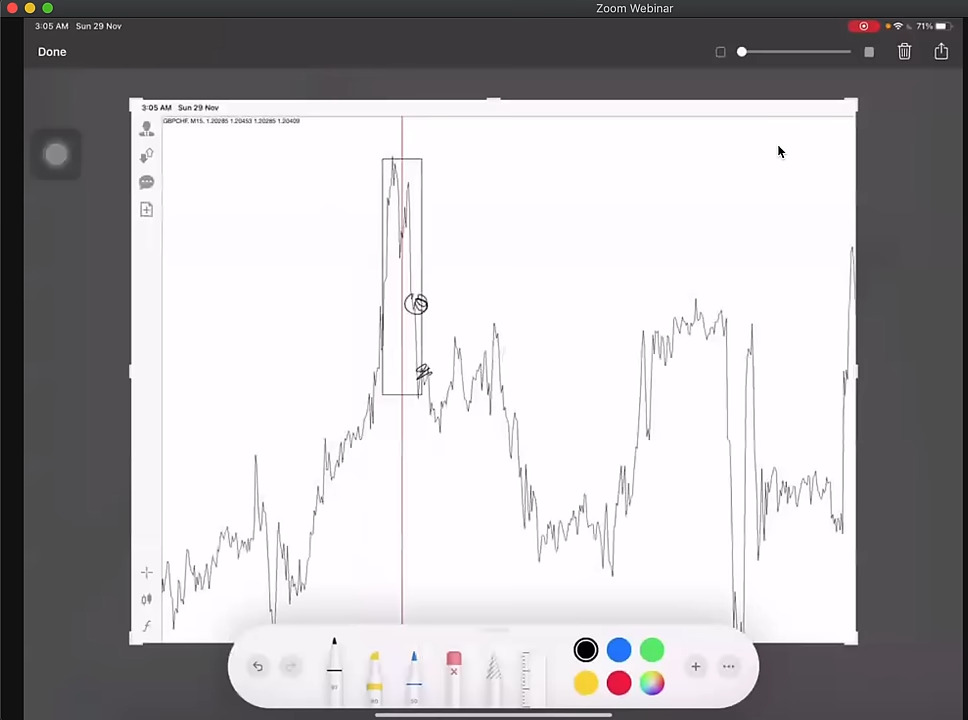 Zoom Webinar
3:05 AM Sun 29 Nov
71%
Done
3:05 AM Sun 29 Nov
GBPCHF, M15, 1.20285 1.20453 1.20285 1.20409